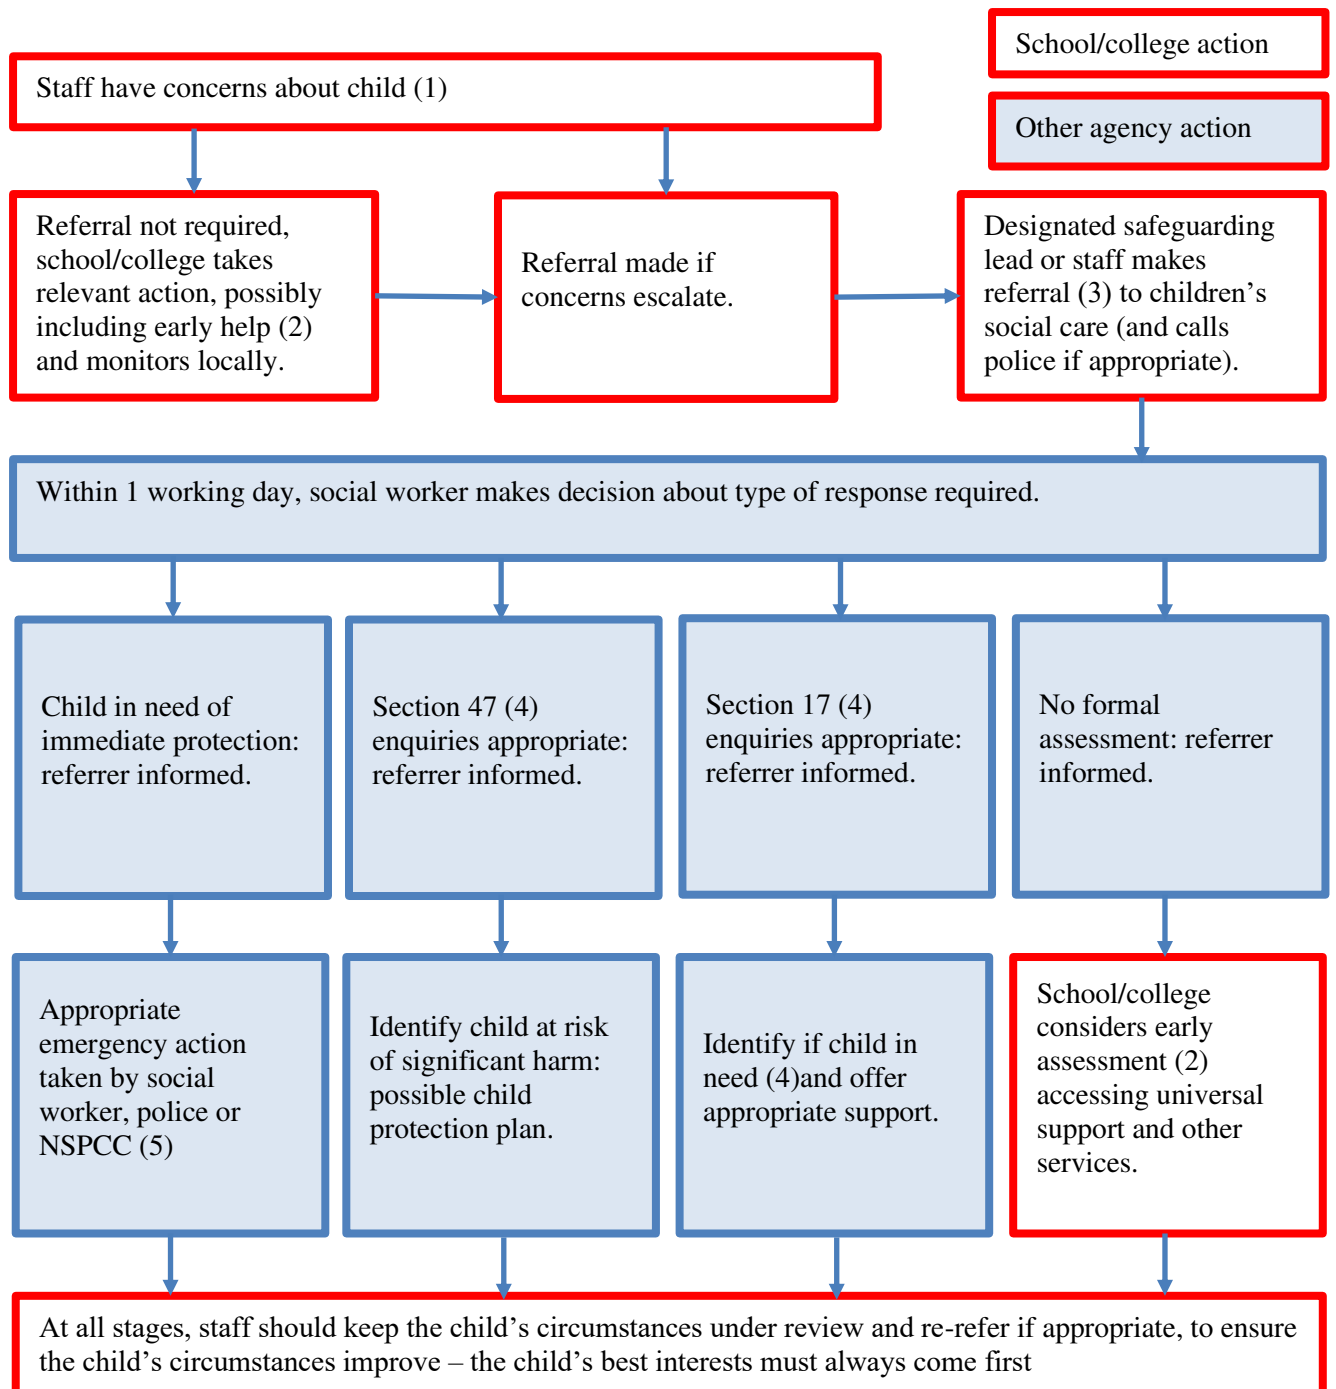 School/college action
Staff have concerns about child (1)
Other agency action
Referral not required,
school/college takes
relevant action, possibly
including early help (2)
and monitors locally.
Referral made if
concerns escalate.
Designated safeguarding
lead or staff makes
referral (3) to children’s
social care (and calls
police if appropriate).
Within 1 working day, social worker makes decision about type of response required.
Child in need of
immediate protection:
referrer informed.
Section 47 (4)
enquiries appropriate:
referrer informed.
Section 17 (4)
enquiries appropriate:
referrer informed.
No formal
assessment: referrer
informed.
Appropriate
emergency action
taken by social
worker, police or
NSPCC (5)
Identify child at risk
of significant harm:
possible child
protection plan.
Identify if child in
need (4)and offer
appropriate support.
School/college
considers early
assessment (2)
accessing universal
support and other
services.
At all stages, staff should keep the child’s circumstances under review and re-refer if appropriate, to ensure
the child’s circumstances improve – the child’s best interests must always come first